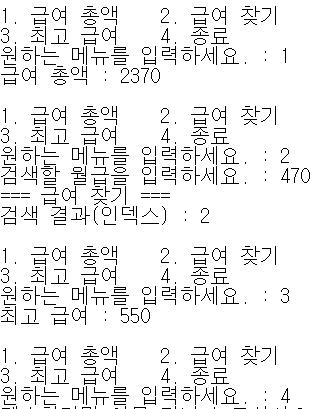 1. 급여 총액 2. 급여 찾기
3. 최고 급여 4. 종료
원하는 메뉴를 입력하세요. : 1
급여 총액 : 2370
1. 급여 총액 2. 급여 찾기
3. 최고 급여 4. 종료
원하는 메뉴를 입력하세요. : 2
검색할 월급을 입력하세요. : 470
=== 급여 찾기 ===
검색 결과(인덱스) : 2
1. 급여 총액 2. 급여 찾기
3. 최고 급여 4. 종료
원하는 메뉴를 입력하세요. : 3
최고 급여 : 550
1. 급여 총액 2. 급여 찾기
3. 최고 급여 4. 종료
원하는 메뉴를 입력하세요. : 4